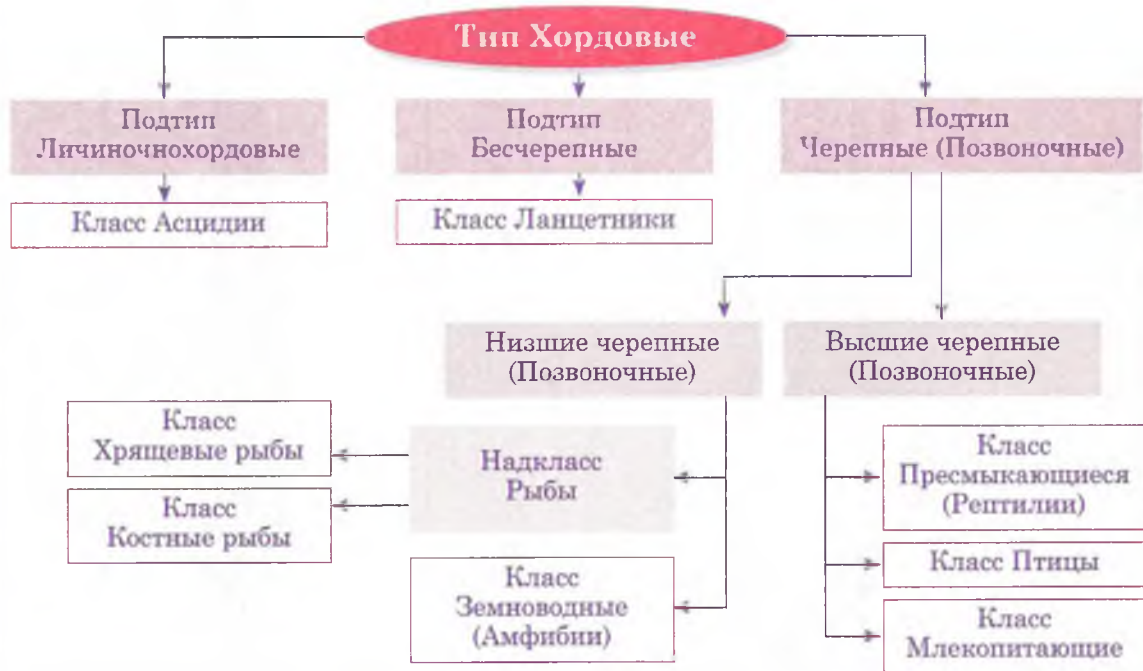 Тип Хордовые
Подтип
Личиночнохордовые
Подтип
Бесчерепные
Подтип
Черепные (Позвоночные)
Класс Асцидии
Класс Ланцетники
Низшие черепные
(Позвоночные)
Высшие черепные
(Позвоночные)
Класс
Хрящевые рыбы
Класс
Костные рыбы
Надкласс
Рыбы
Класс
Земноводные
(Амфибии)
Класс
Пресмыкающиеся
(Рептилии)
Класс Птицы
Класс
Млекопитающие